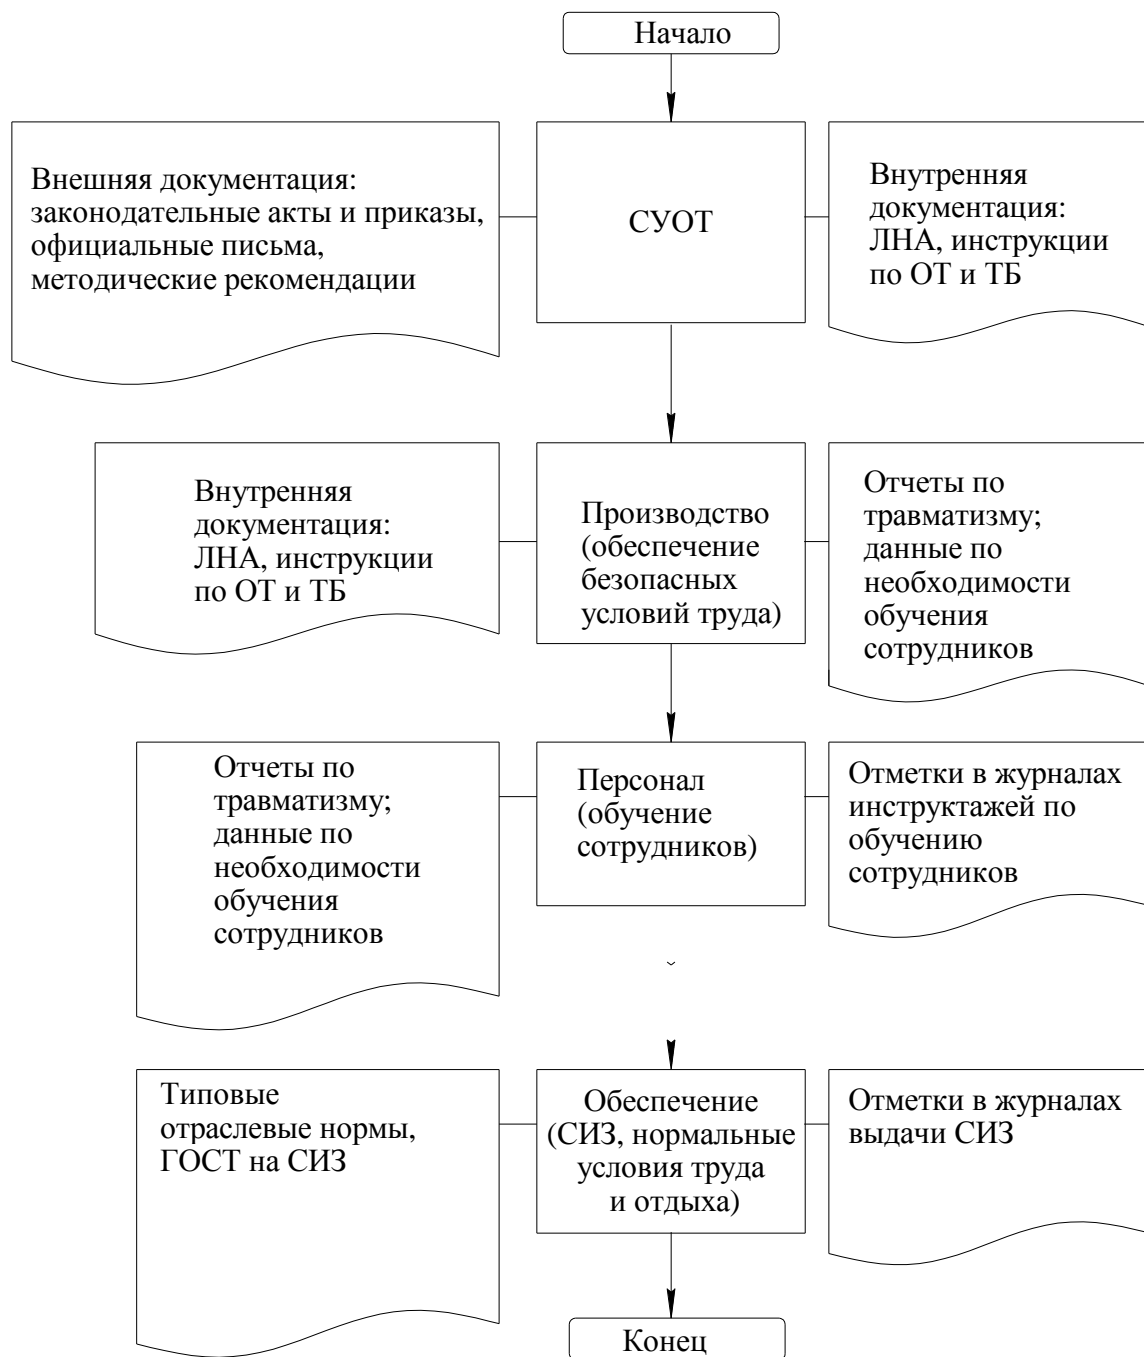 Начало
Внешняя документация:
законодательные акты и приказы,
официальные письма,
методические рекомендации
СУОТ
Внутренняя
документация:
ЛНА, инструкции
по ОТ и ТБ
Внутренняя
документация:
ЛНА, инструкции
по ОТ и ТБ
Производство
(обеспечение
безопасных
условий труда)
Отчеты по
травматизму;
данные по
необходимости
обучения
сотрудников
Отчеты по
травматизму;
данные по
необходимости
обучения
сотрудников
Персонал
(обучение
сотрудников)
Отметки в журналах
инструктажей по
обучению
сотрудников
Типовые
отраслевые нормы,
ГОСТ на СИЗ
Обеспечение
(СИЗ, нормальные
условия труда
и отдыха)
Отметки в журналах
выдачи СИЗ
Конец